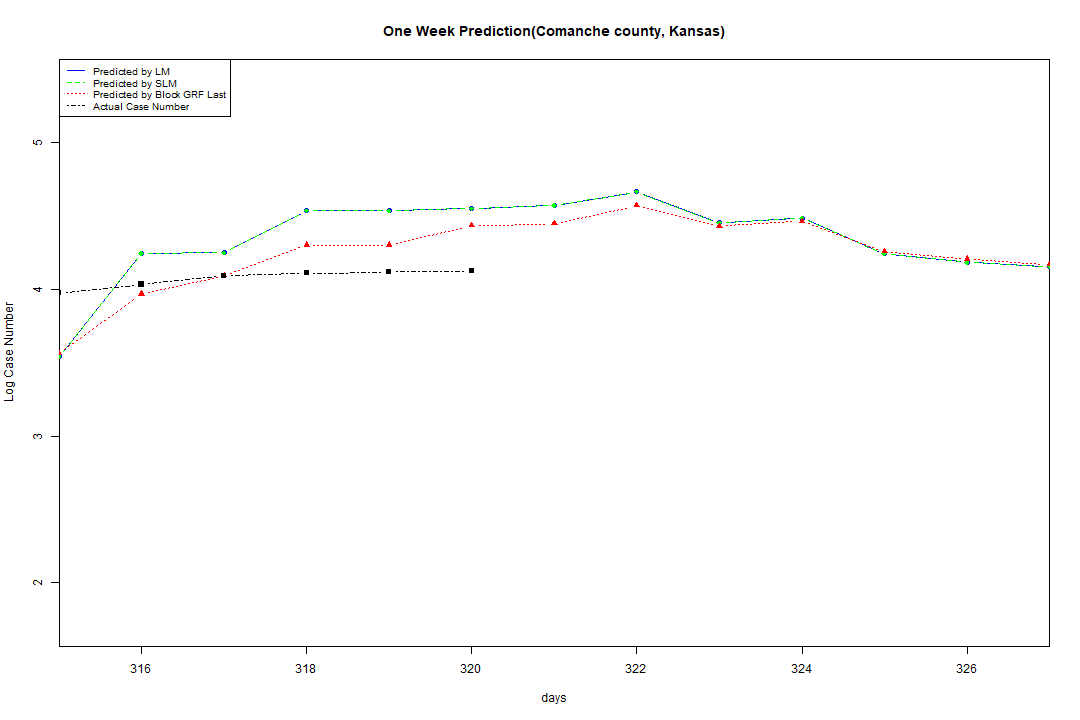 One Week Prediction(Comanche county, Kansas)
Predicted by LM
Predicted by SLM
Predicted by Block GRF Last
Actual Case Number
5
4
3
2
Log Case Number
316 318 320 322 324 326
days